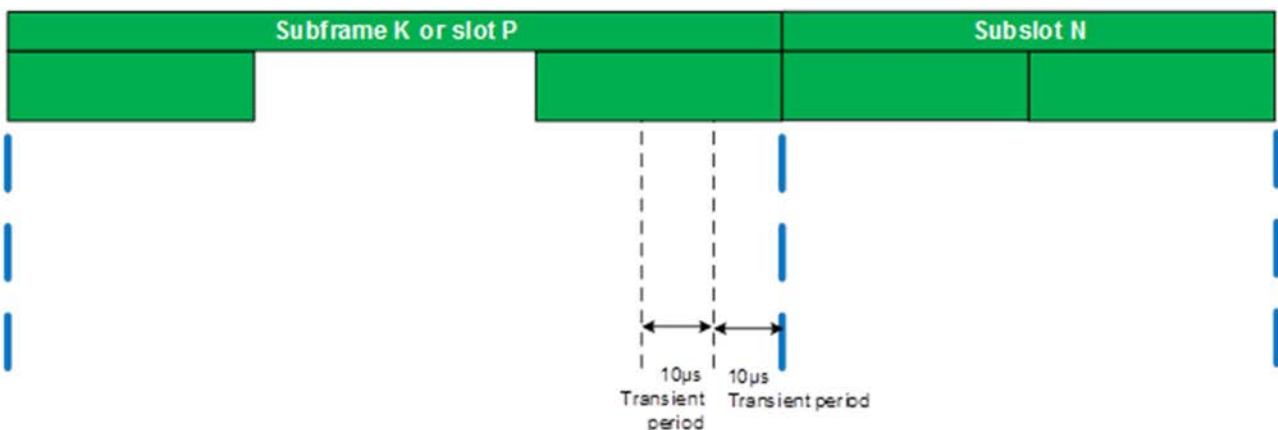 Subframe K or slot P
Subslot N
10µs
Transient
period
10µs
Transient period